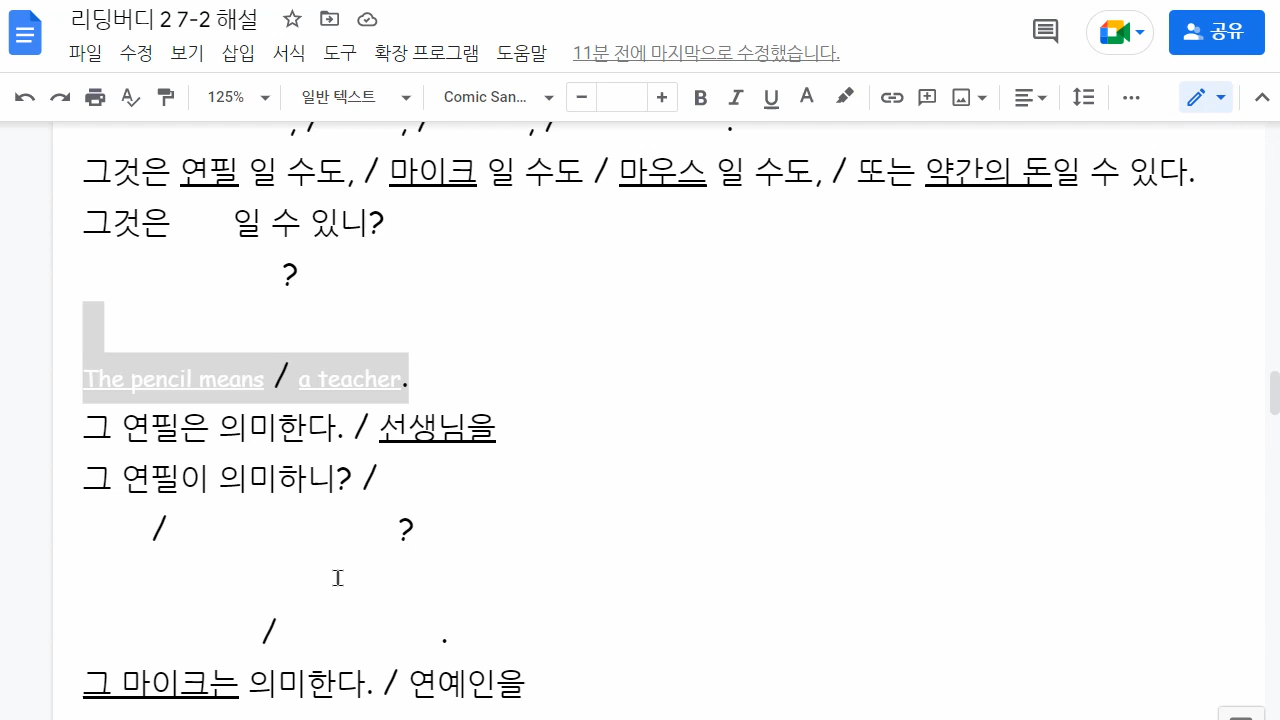 리딩버디 2 7-2 해설
파일 수정 보기 삽입 서식 도구 확장 프로그램 도움말 11분 전에 마지막으로 수정했습니다.
공유
125% 일반 텍스트 Comic San... B I U A
, / , / , / .
그것은 연필 일 수도, / 마이크 일 수도 / 마우스 일 수도, / 또는 약간의 돈일 수 있다.
그것은 일 수 있니?
?
The pencil means / a teacher.
그 연필은 의미한다. / 선생님을
그 연필이 의미하니? /
/ ?
/ .
그 마이크는 의미한다. / 연예인을